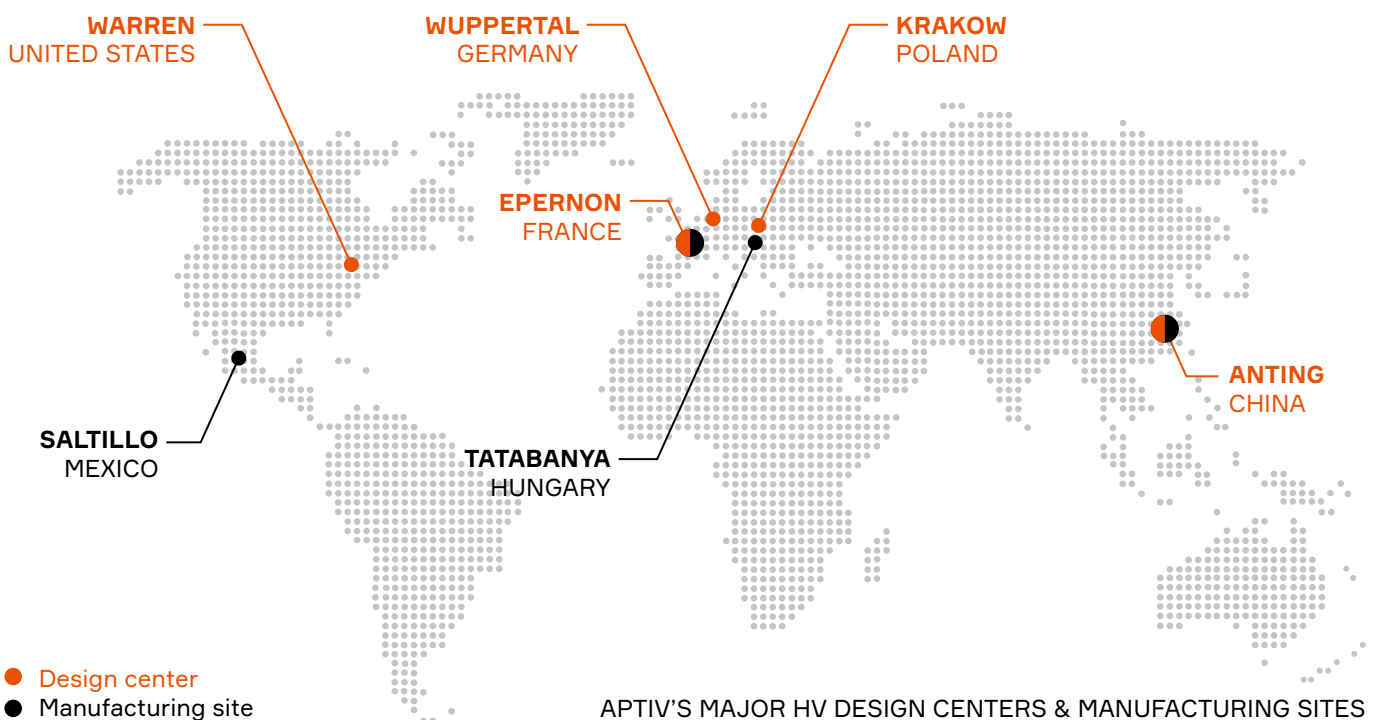 WARREN
UNITED STATES
WUPPERTAL
GERMANY
KRAKOW
POLAND
EPERNON
FRANCE
ANTING
CHINA
SALTILLO
MEXICO
TATABANYA
HUNGARY
Design center
Manufacturing site
APTIV'S MAJOR HV DESIGN CENTERS & MANUFACTURING SITES